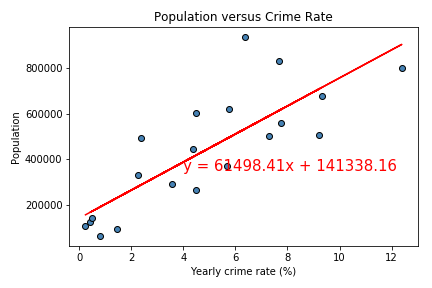 Population versus Crime Rate
800000
600000
400000
200000
Population
y = 61498.41x + 141338.16
0 2 4 6 8 10 12
Yearly crime rate (%)